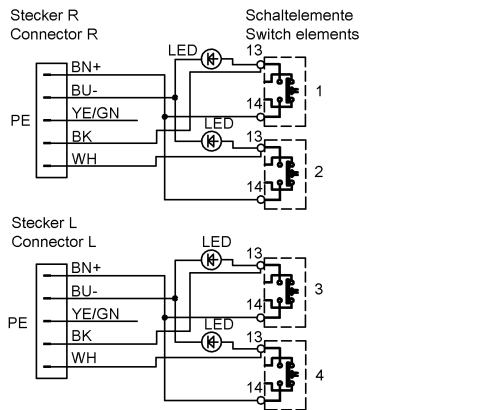 Stecker R
Connector R
Schaltelemente
Switch elements
LED
13
BN+
BU-
1
14
YE/GN
PE
LED
13
BK
WH
2
14
Stecker L
Connector L
LED
13
BN+
BU-
3
14
YE/GN
PE
LED
13
BK
WH
4
14